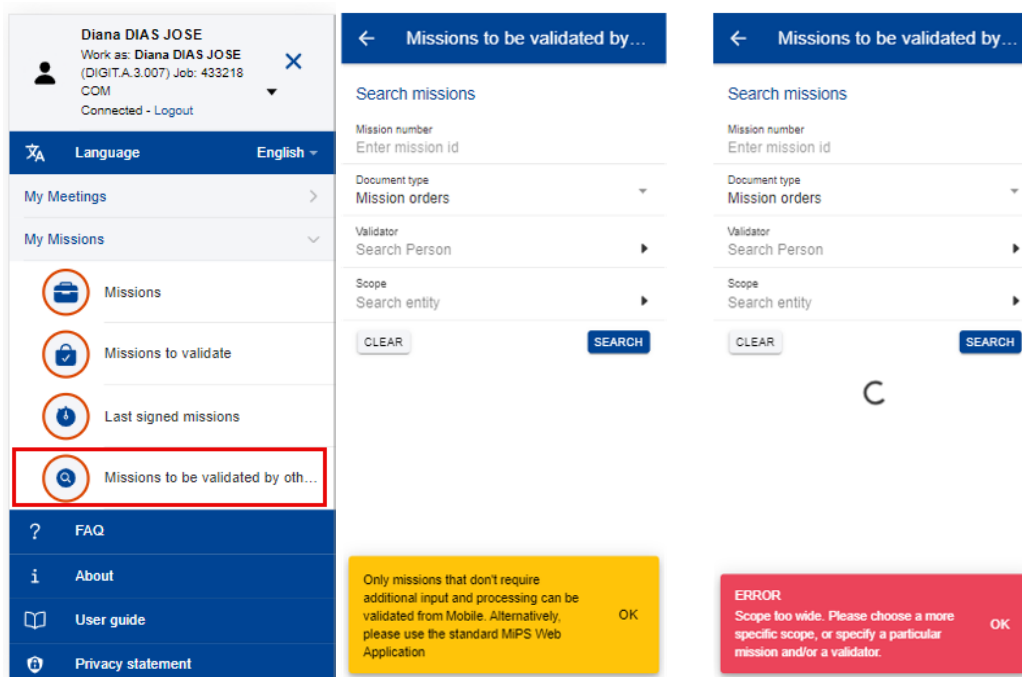 Diana DIAS JOSE
Work as: Diana DIAS JOSE
(DIGIT.A.3.007) Job: 433218
COM
Connected - Logout
Language English
My Meetings
My Missions
Missions
Missions to validate
Last signed missions
Missions to be validated by oth...
? FAQ
i About
User guide
Privacy statement
Missions to be validated by...
Search missions
Mission number
Enter mission id
Document type
Mission orders
Validator
Search Person
Scope
Search entity
CLEAR SEARCH
Only missions that don't require
additional input and processing can be
validated from Mobile. Alternatively,
please use the standard MiPS Web
Application
OK
Missions to be validated by...
Search missions
Mission number
Enter mission id
Document type
Mission orders
Validator
Search Person
Scope
Search entity
CLEAR SEARCH
ERROR
Scope too wide. Please choose a more
specific scope, or specify a particular
mission and/or a validator.
OK